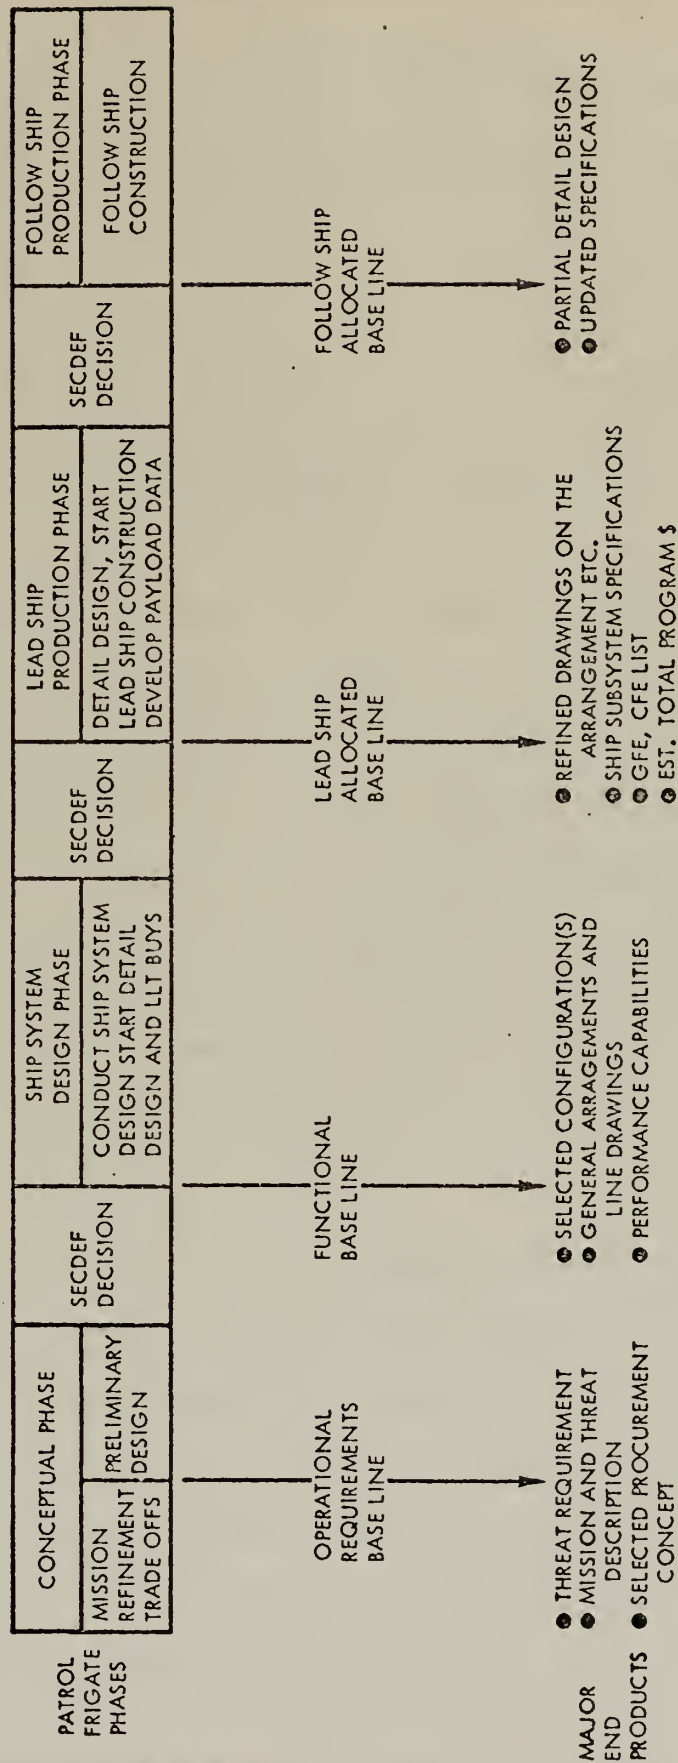 PATROL
FRIGATE
PHASES
CONCEPTUAL PHASE
MISSION
REFINEMENT
TRADE OFFS
PRELIMINARY
DESIGN
SECDEF
DECISION
SHIP SYSTEM
DESIGN PHASE
CONDUCT SHIP SYSTEM
DESIGN START DETAIL
DESIGN AND LLT BUYS
SECDEF
DECISION
LEAD SHIP
PRODUCTION PHASE
DETAIL DESIGN, START
LEAD SHIP CONSTRUCTION
DEVELOP PAYLOAD DATA
SECDEF
DECISION
FOLLOW SHIP
PRODUCTION PHASE
FOLLOW SHIP
CONSTRUCTION
OPERATIONAL
REQUIREMENTS
BASE LINE
FUNCTIONAL
BASE LINE
LEAD SHIP
ALLOCATED
BASE LINE
FOLLOW SHIP
ALLOCATED
BASE LINE
MAJOR
END
PRODUCTS
● THREAT REQUIREMENT
● MISSION AND THREAT
DESCRIPTION
● SELECTED PROCUREMENT
CONCEPT
● SELECTED CONFIGURATION(S)
● GENERAL ARRAGEMENTS AND
LINE DRAWINGS
● PERFORMANCE CAPABILITIES
● REFINED DRAWINGS ON THE
ARRANGEMENT ETC.
● SHIP SUBSYSTEM SPECIFICATIONS
● GFE, CFE LIST
● EST. TOTAL PROGRAM $
● PARTIAL DETAIL DESIGN
● UPDATED SPECIFICATIONS